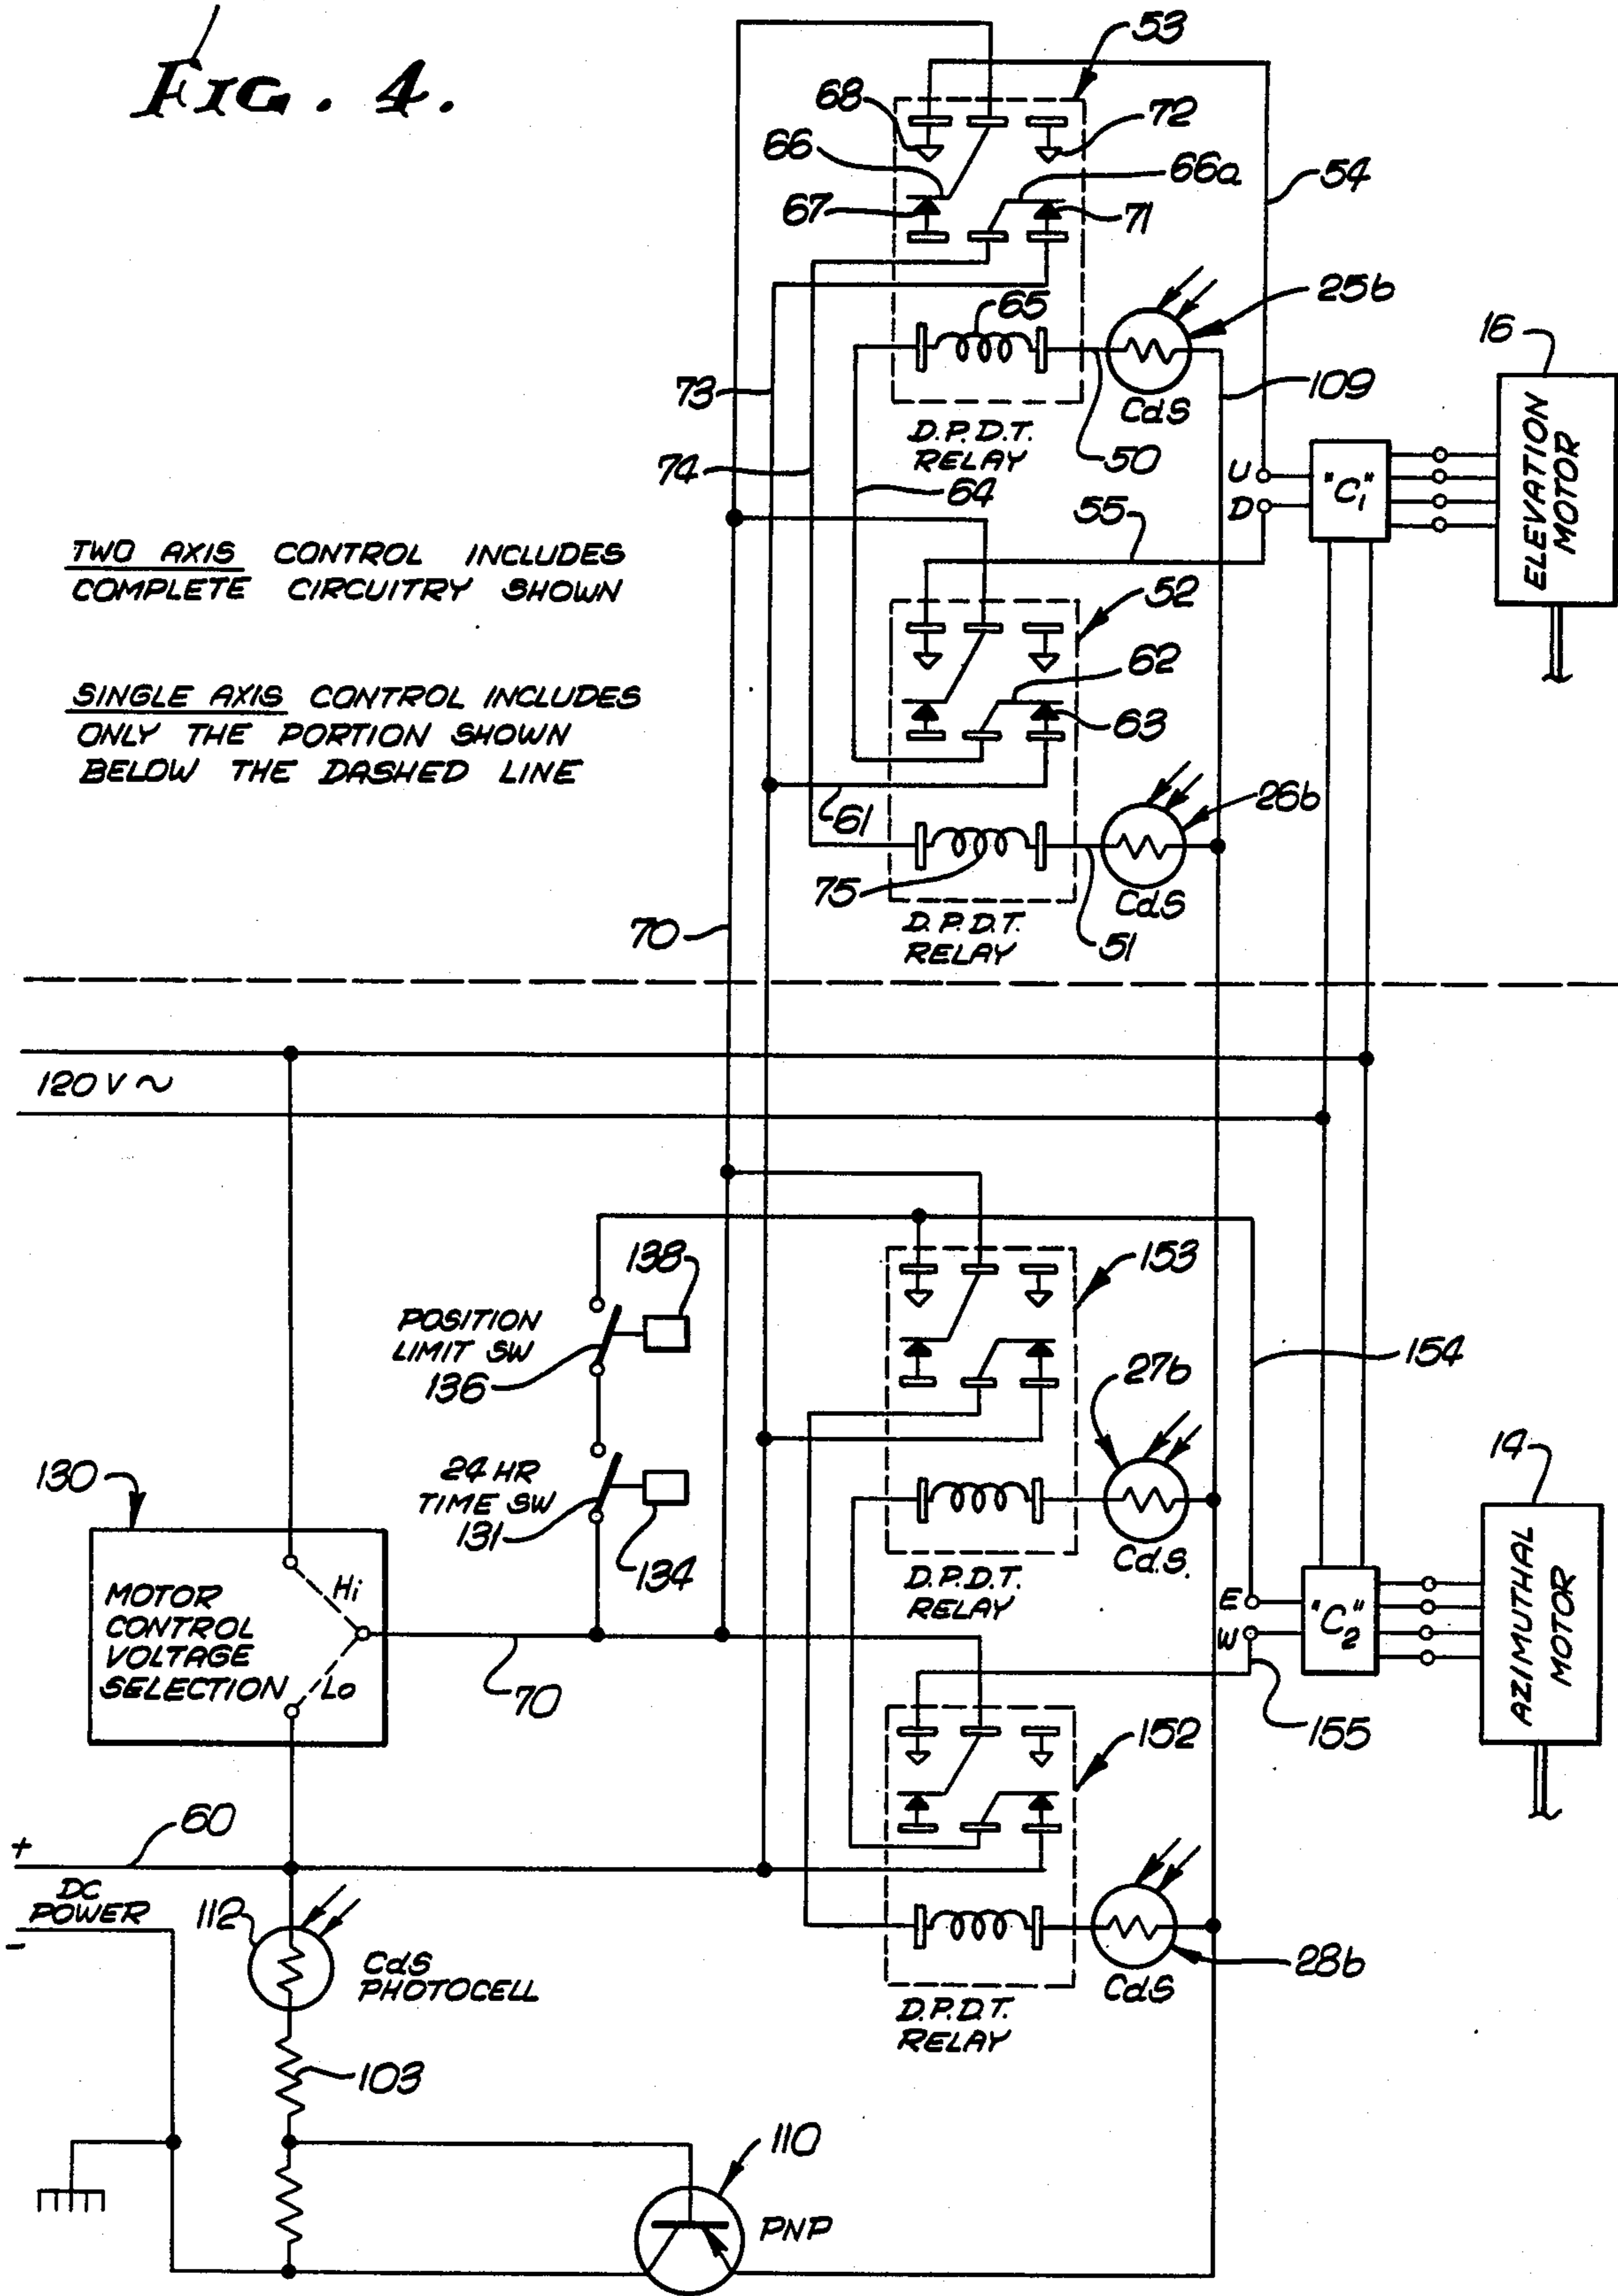 FIG. 4.
53
68
72
66
66a
54
67
71
65
25b
16
73
109
CdS
ELEVATION
MOTOR
D.P.D.T.
RELAY
50
74
64
U
"C1"
D
55
TWO AXIS CONTROL INCLUDES
COMPLETE CIRCUITRY SHOWN
52
62
SINGLE AXIS CONTROL INCLUDES
ONLY THE PORTION SHOWN
BELOW THE DASHED LINE
63
61
26b
75
CdS
70
D.P.D.T.
RELAY
51
120 V ~
138
153
POSITION
LIMIT SW
136
154
27b
24 HR
TIME SW
131
134
14
130
CdS.
D.P.D.T.
RELAY
MOTOR
CONTROL
VOLTAGE
SELECTION
Hi
Lo
E
"C2"
W
AZIMUTHAL
MOTOR
70
155
152
60
+
DC
POWER
-
112
CdS
PHOTOCELL
28b
CdS
D.P.D.T.
RELAY
103
110
PNP